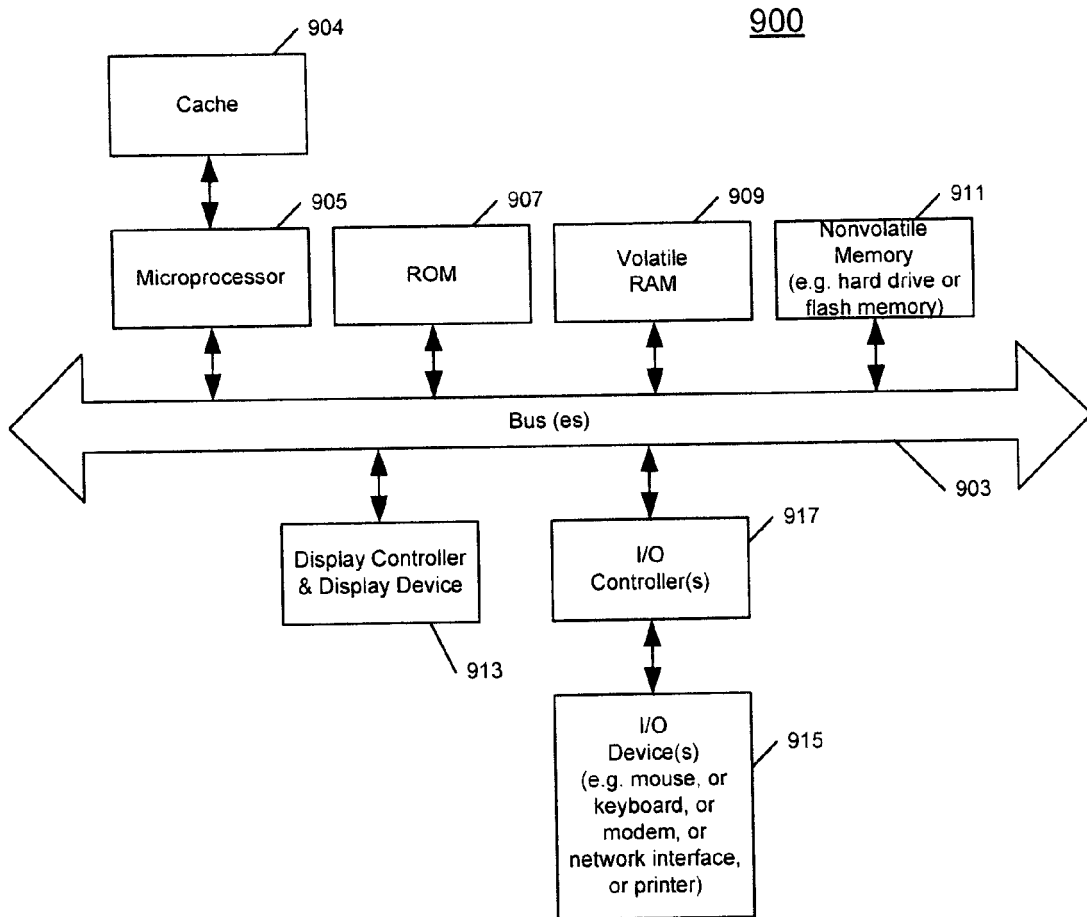 900
904
Cache
905
Microprocessor
907
ROM
909
Volatile
RAM
911
Nonvolatile
Memory
(e.g. hard drive or
flash memory)
Bus (es)
903
Display Controller
& Display Device
913
917
I/O
Controller(s)
I/O
Device(s)
(e.g. mouse, or
keyboard, or
modem, or
network interface,
or printer)
915